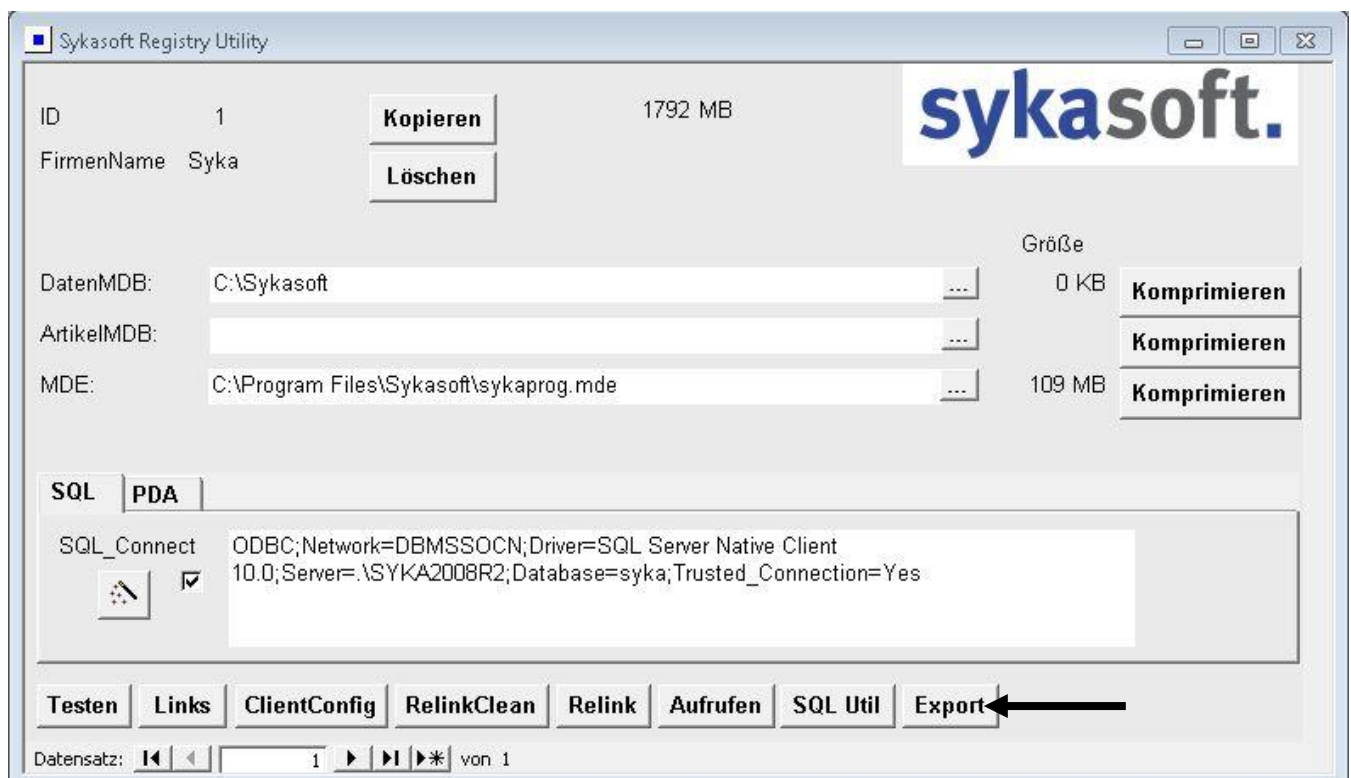 Sykasoft Registry Utility
ID 1 Kopieren 1792 MB sykasoft.
FirmenName Syka
Löschen
Größe
DatenMDB: C:\Sykasoft ... 0 KB Komprimieren
ArtikelMDB: ... Komprimieren
MDE: C:\Program Files\Sykasoft\sykaprog.mde ... 109 MB Komprimieren
SQL PDA
SQL_Connect ODBC;Network=DBMSSOCN;Driver=SQL Server Native Client
10.0;Server=.\SYKA2008R2;Database=syka;Trusted_Connection=Yes
Testen Links ClientConfig RelinkClean Relink Aufrufen SQL Util Export
Datensatz: 1 von 1